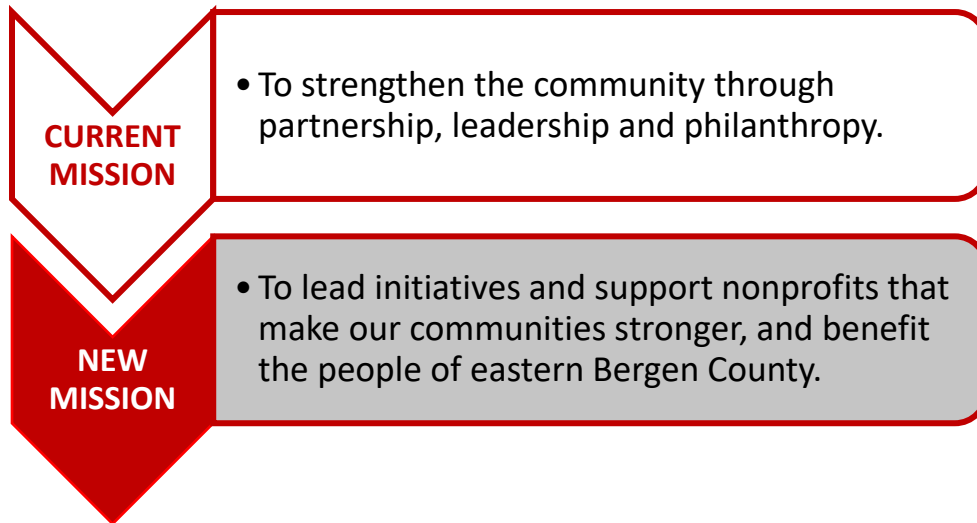 CURRENT
MISSION
• To strengthen the community through
partnership, leadership and philanthropy.
NEW
MISSION
• To lead initiatives and support nonprofits that
make our communities stronger, and benefit
the people of eastern Bergen County.